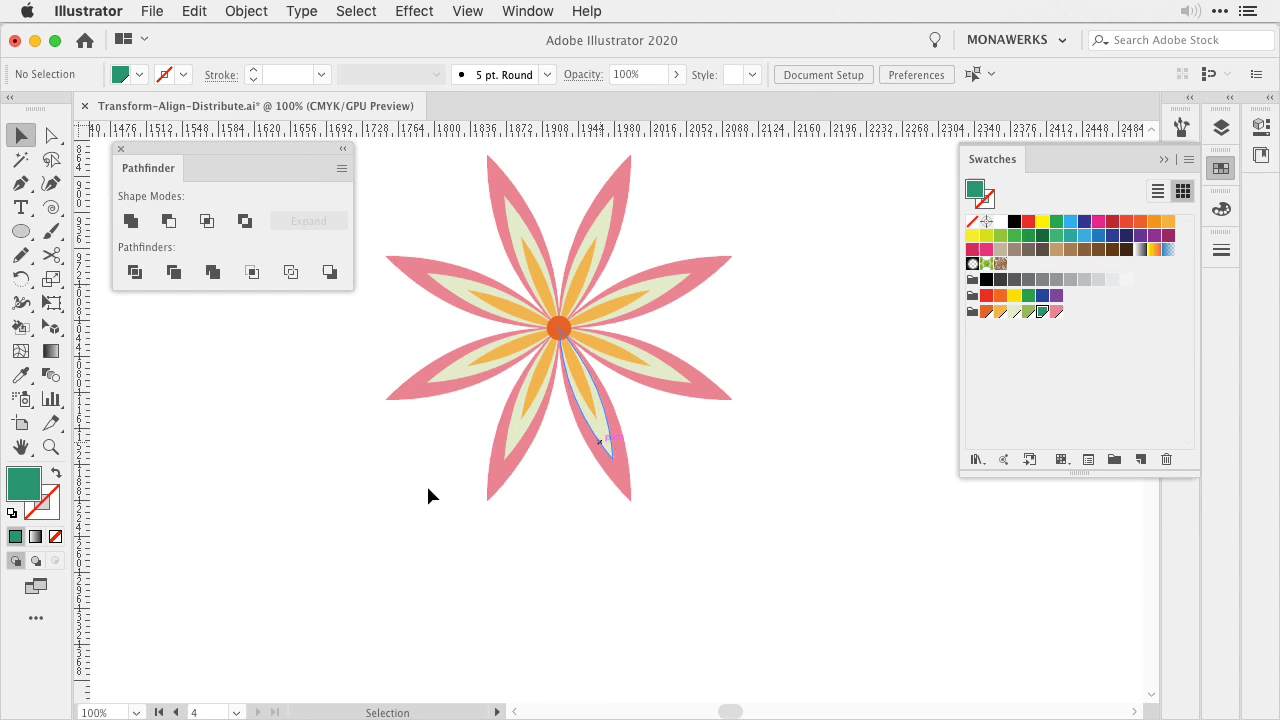 Illustrator File Edit Object Type Select Effect View Window Help
Adobe Illustrator 2020
MONAWERKS
Search Adobe Stock
No Selection
Stroke:
5 pt. Round
Opacity: 100%
Style:
Document Setup
Preferences
Transform-Align-Distribute.ai* @ 100% (CMYK/GPU Preview)
40 1476 1512 1548 1584 1620 1656 1692 1728 1764 1800 1836 1872 1908 1944 1980 2016 2052 2088 2124 2160 2196 2232 2268 2304 2340 2376 2412 2448 2484
Pathfinder
Shape Modes:
Expand
Pathfinders:
Swatches
100%
4
Selection